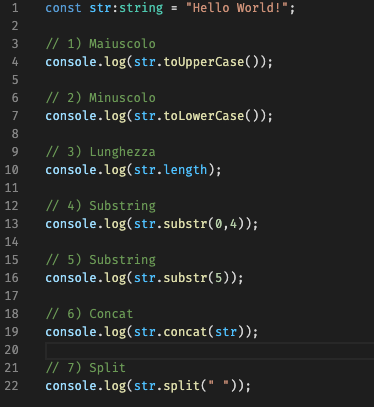 1 const str:string = "Hello World!";
2
3 // 1) Maiuscolo
4 console.log(str.toUpperCase());
5
6 // 2) Minuscolo
7 console.log(str.toLowerCase());
8
9 // 3) Lunghezza
10 console.log(str.length);
11
12 // 4) Substring
13 console.log(str.substr(0,4));
14
15 // 5) Substring
16 console.log(str.substr(5));
17
18 // 6) Concat
19 console.log(str.concat(str));
20
21 // 7) Split
22 console.log(str.split(" "));